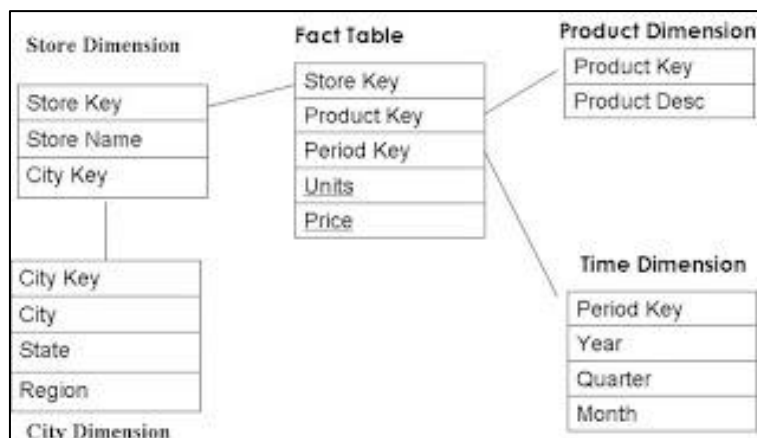 Store Dimension
Store Key
Store Name
City Key
City Key
City
State
Region
City Dimension
Fact Table
Store Key
Product Key
Period Key
Units
Price
Product Dimension
Product Key
Product Desc
Time Dimension
Period Key
Year
Quarter
Month